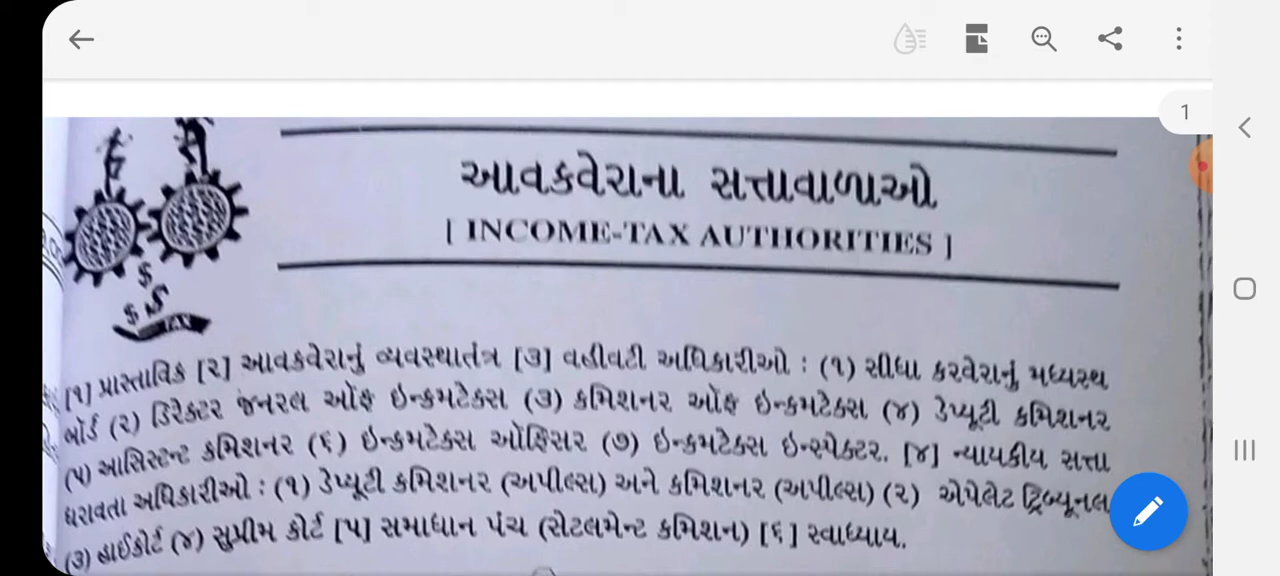 1
આવકવેરાના સત્તાવાળાઓ
[ INCOME-TAX AUTHORITIES ]
$
$ $
TAX
[૧] પ્રાસ્તાવિક [૨] આવકવેરાનું વ્યવસ્થાતંત્ર [૩] વહીવટી અધિકારીઓ : (૧) સીધા કરવેરાનું મધ્યસ્થ
બૉર્ડ (૨) ડિરેક્ટર જનરલ ઑફ ઇન્કમટેક્સ (૩) કમિશનર ઑફ ઇન્કમટેક્સ (૪) ડેપ્યૂટી કમિશનર
(૫) આસિસ્ટન્ટ કમિશનર (૬) ઇન્કમટેક્સ ઑફિસર (૭) ઇન્કમટેક્સ ઇન્સ્પેક્ટર. [૪] ન્યાયકીય સત્તા
ધરાવતા અધિકારીઓ : (૧) ડેપ્યૂટી કમિશનર (અપીલ્સ) અને કમિશનર (અપીલ્સ) (૨) એપેલેટ ટ્રિબ્યૂનલ
(૩) હાઈકોર્ટ (૪) સુપ્રીમ કોર્ટ [૫] સમાધાન પંચ (સેટલમેન્ટ કમિશન) [૬] સ્વાધ્યાય.